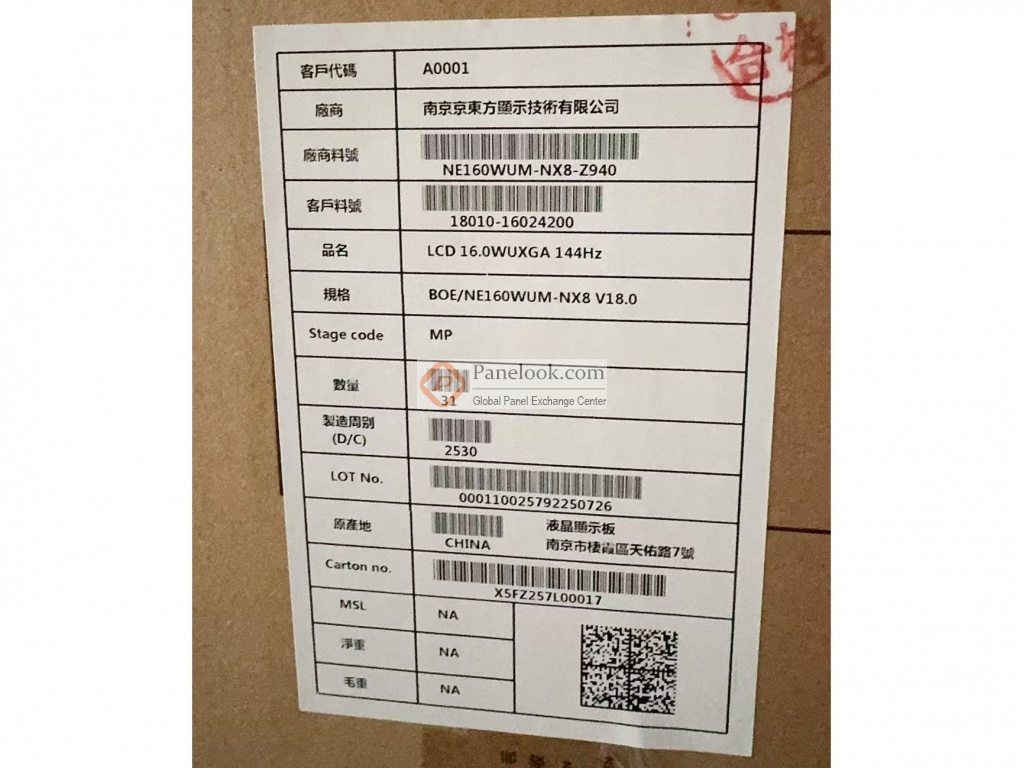 合格
客戶代碼 A0001
廠商 南京京東方顯示技術有限公司
廠商料號 NE160WUM-NX8-Z940
客戶料號 18010-16024200
品名 LCD 16.0WUXGA 144Hz
規格 BOE/NE160WUM-NX8 V18.0
Stage code MP
Panelook.com
Global Panel Exchange Center
數量 31
製造周別
(D/C) 2530
LOT No. 000110025792250726
原產地 CHINA
液晶顯示板
南京市棲霞區天佑路7號
Carton no. X5FZ257L00017
MSL NA
淨重 NA
毛重 NA